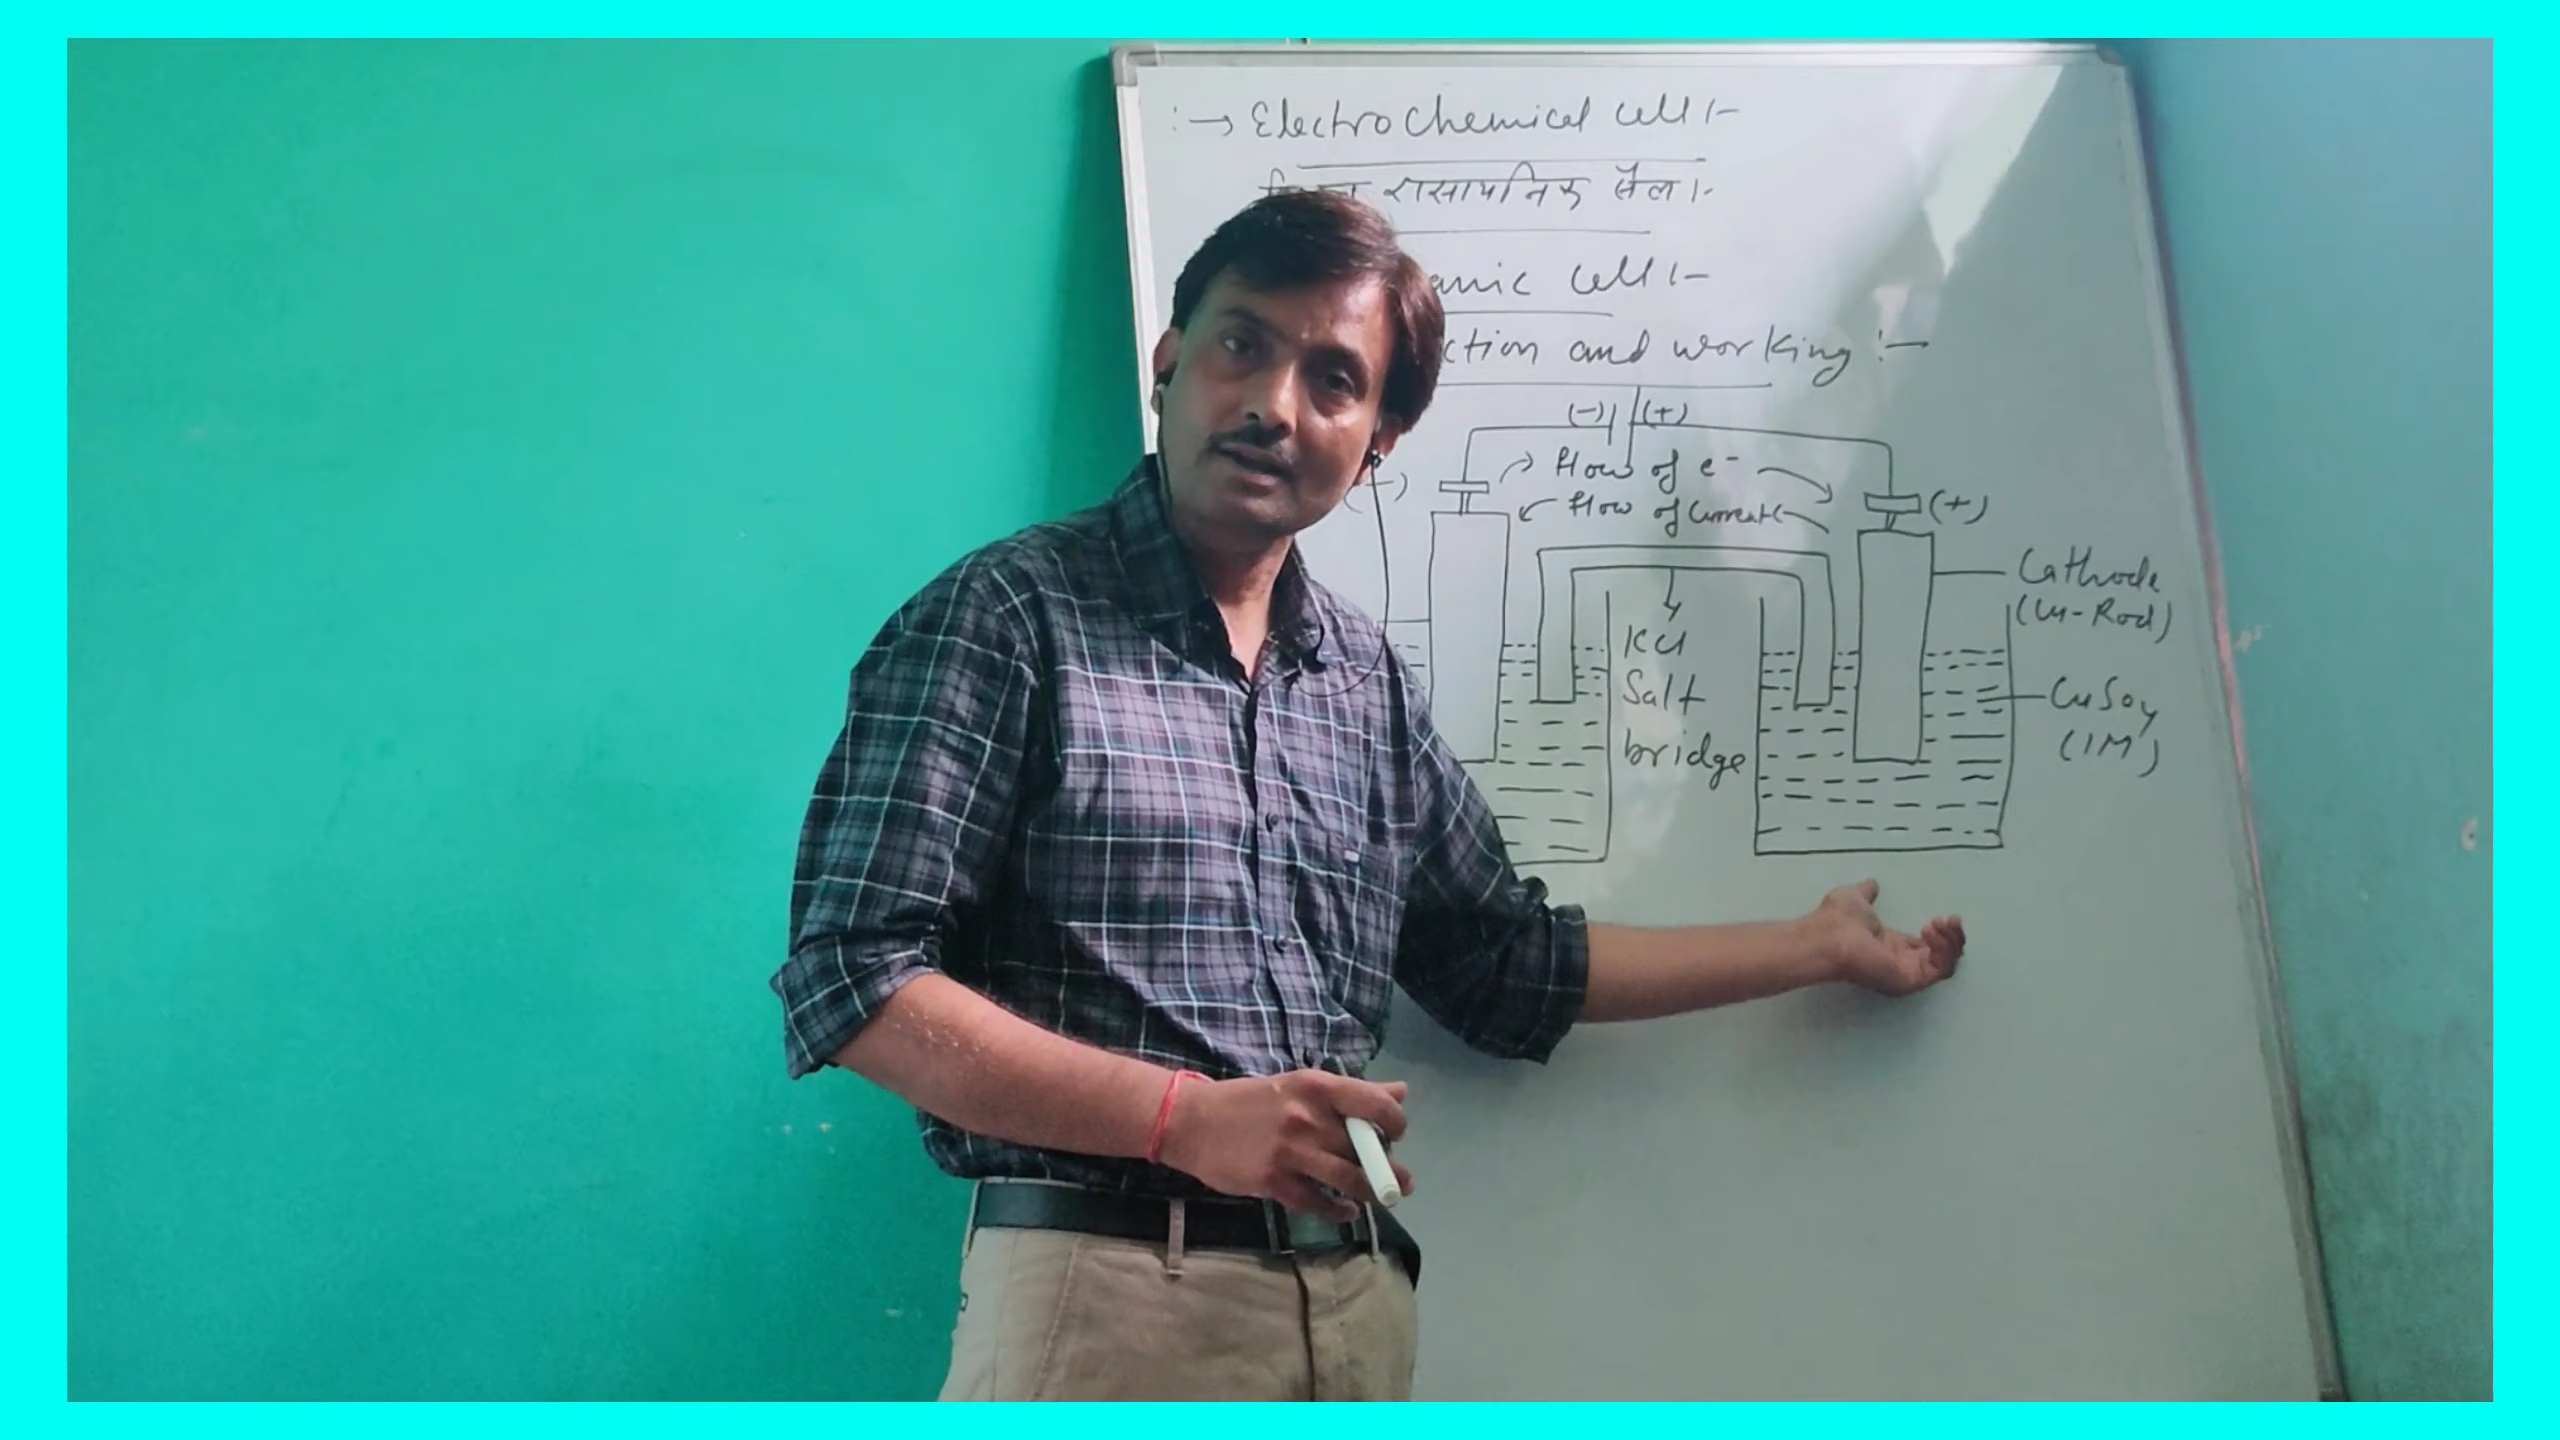 :→ Electrochemical cell :-
रासायनिक सैल :-
anic cell :-
ction and working :-
(-) (+)
flow of e-
flow of Current
(-)
(+)
Cathode
(Cu-Rod)
KCl
Salt
bridge
CuSO4
(1M)